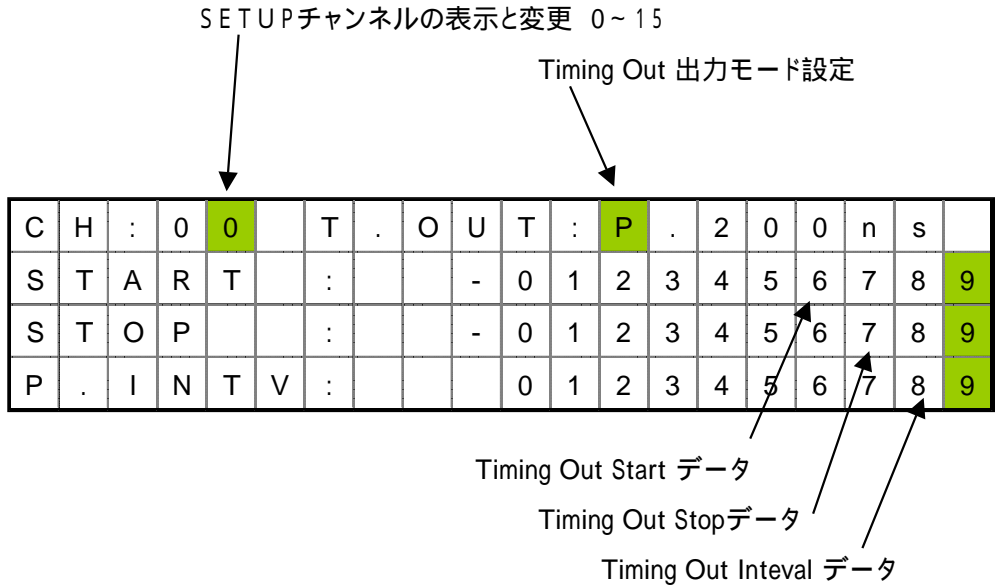 SETUPチャンネルの表示と変更 0~15
Timing Out 出力モード設定
CH:00 T.OUT:P.200ns
START : -0123456789
STOP : -0123456789
P.INTV: 0123456789
Timing Out Start データ
Timing Out Stopデータ
Timing Out Inteval データ